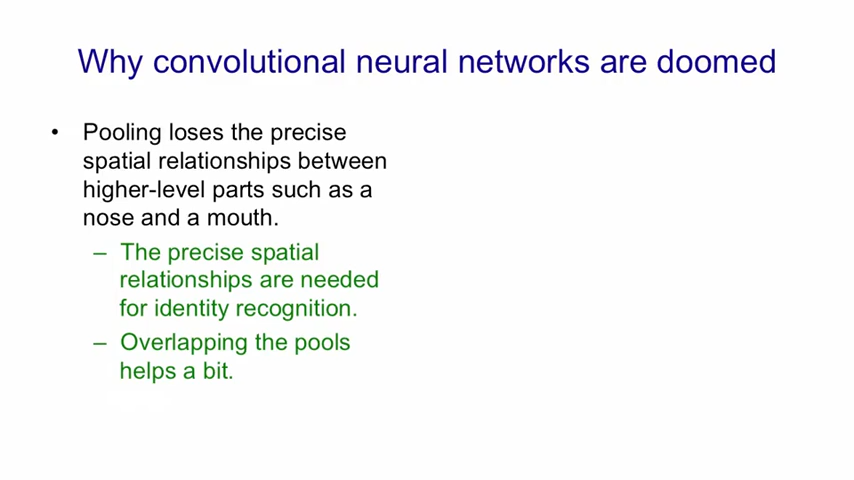 Why convolutional neural networks are doomed
• Pooling loses the precise
spatial relationships between
higher-level parts such as a
nose and a mouth.
– The precise spatial
relationships are needed
for identity recognition.
– Overlapping the pools
helps a bit.